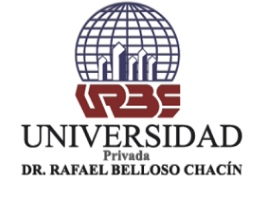 URBE
UNIVERSIDAD
Privada
DR. RAFAEL BELLOSO CHACÍN